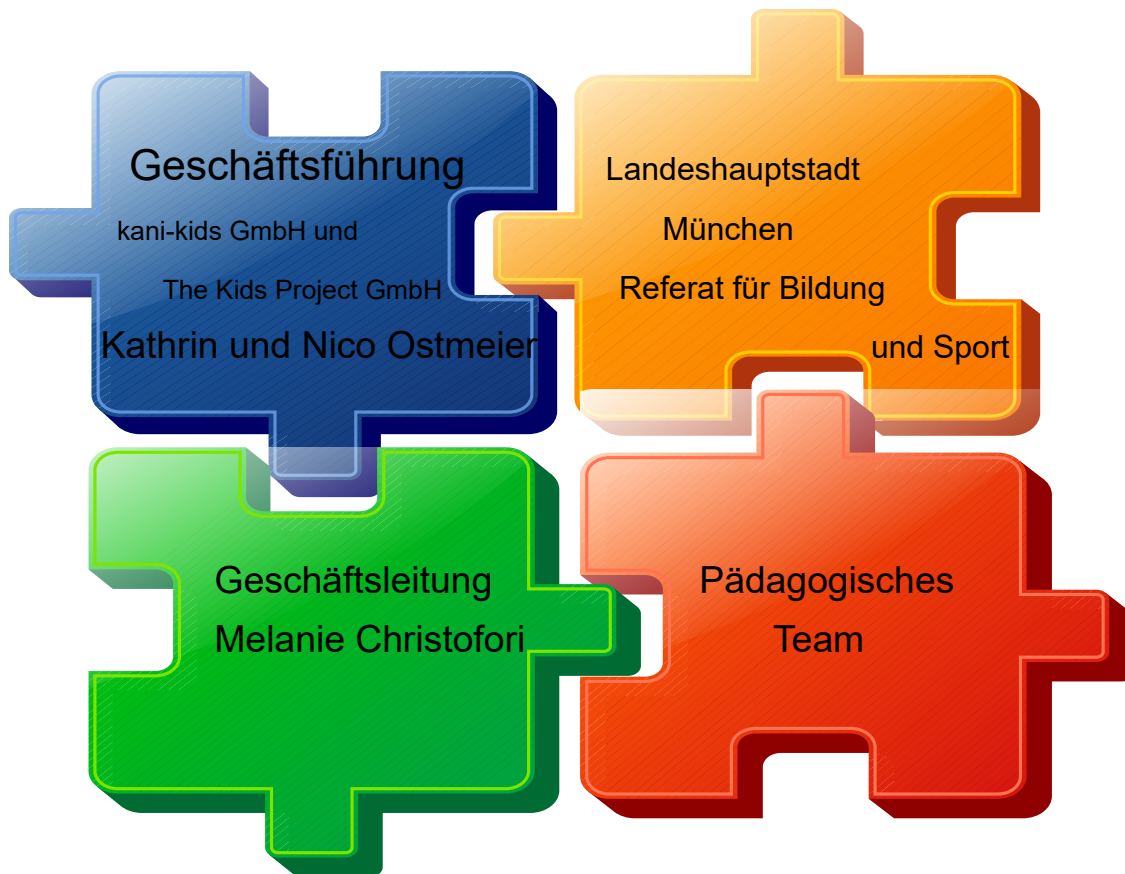 Geschäftsführung
kani-kids GmbH und
The Kids Project GmbH
Kathrin und Nico Ostmeier
Landeshauptstadt
München
Referat für Bildung
und Sport
Geschäftsleitung
Melanie Christofori
Pädagogisches
Team